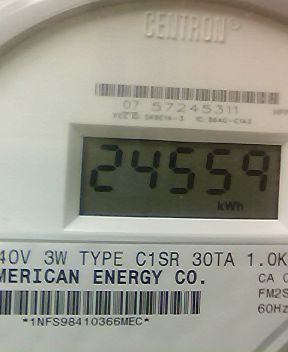 CENTRON®
07 57245311
24559
kWh
40V 3W TYPE C1SR 30TA 1.0K
MERICAN ENERGY CO. CA
FM2S
60Hz
*1NFS98410366MEC*